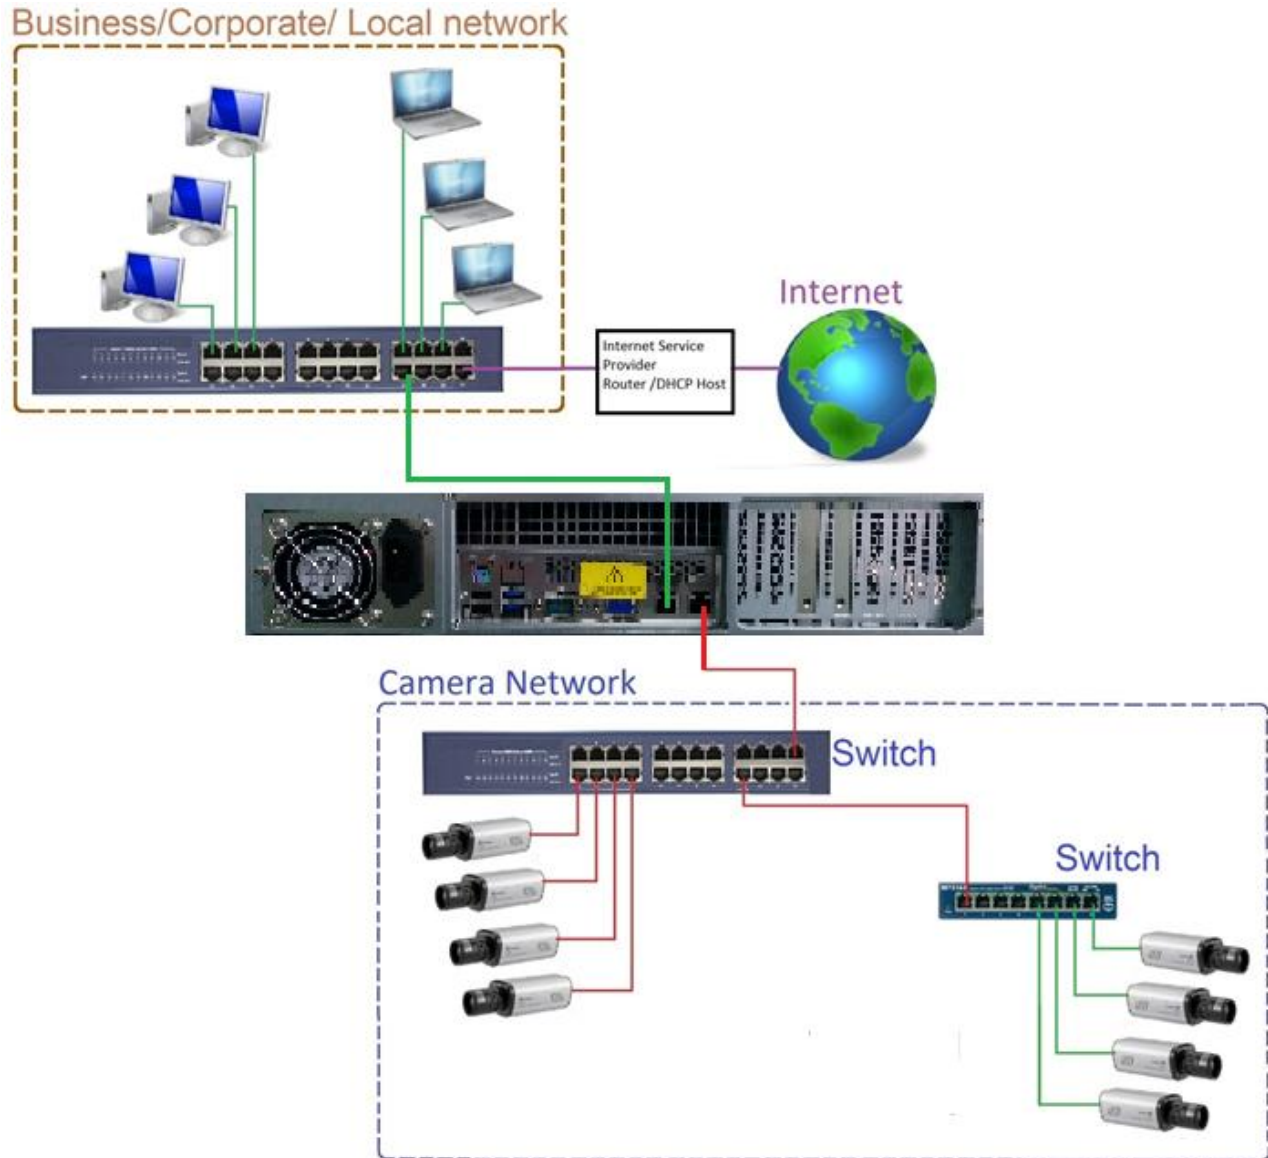 Business/Corporate/ Local network
Internet
Internet Service
Provider
Router /DHCP Host
Camera Network
Switch
Switch